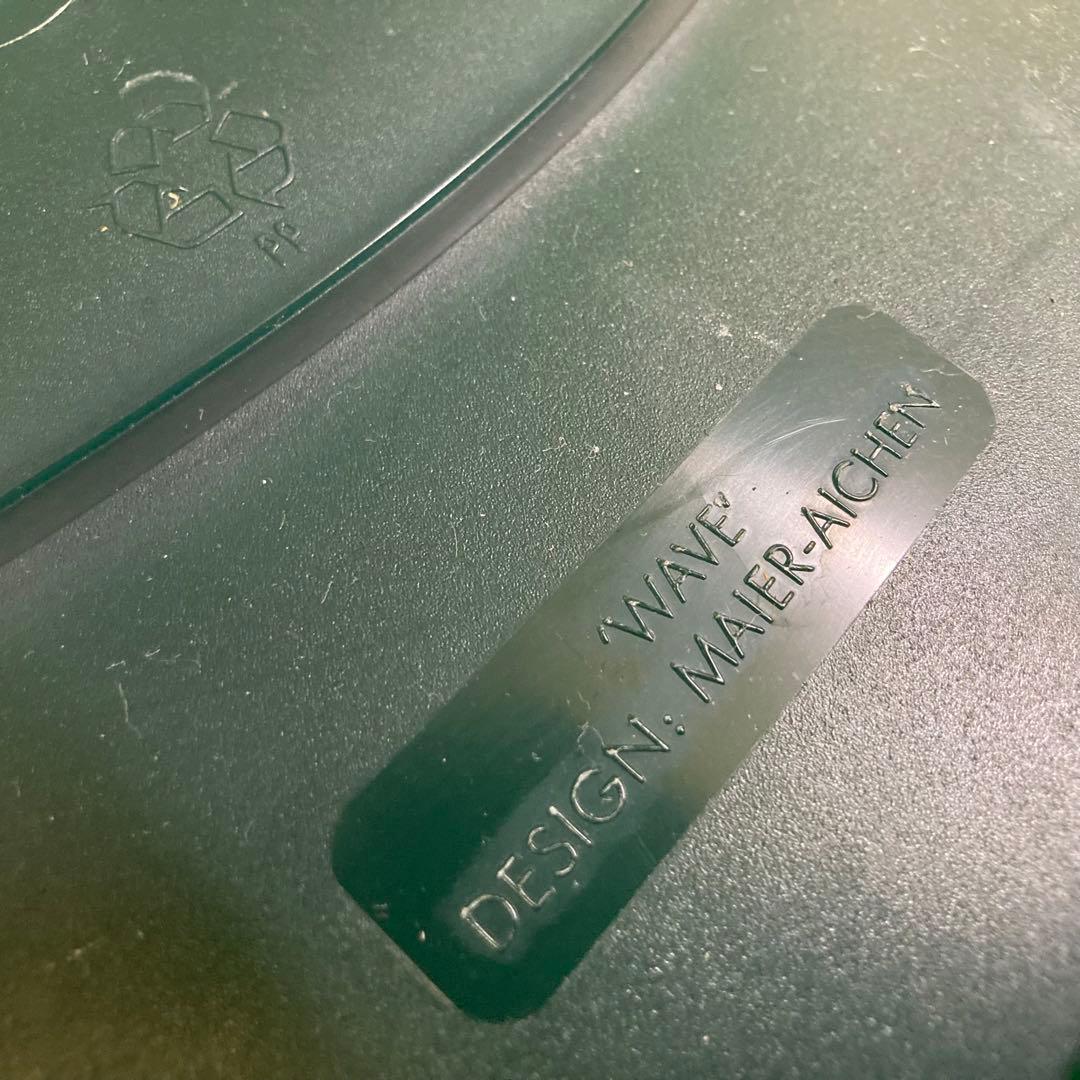 PP
"WAVE"
DESIGN: MAIER-AICHEN